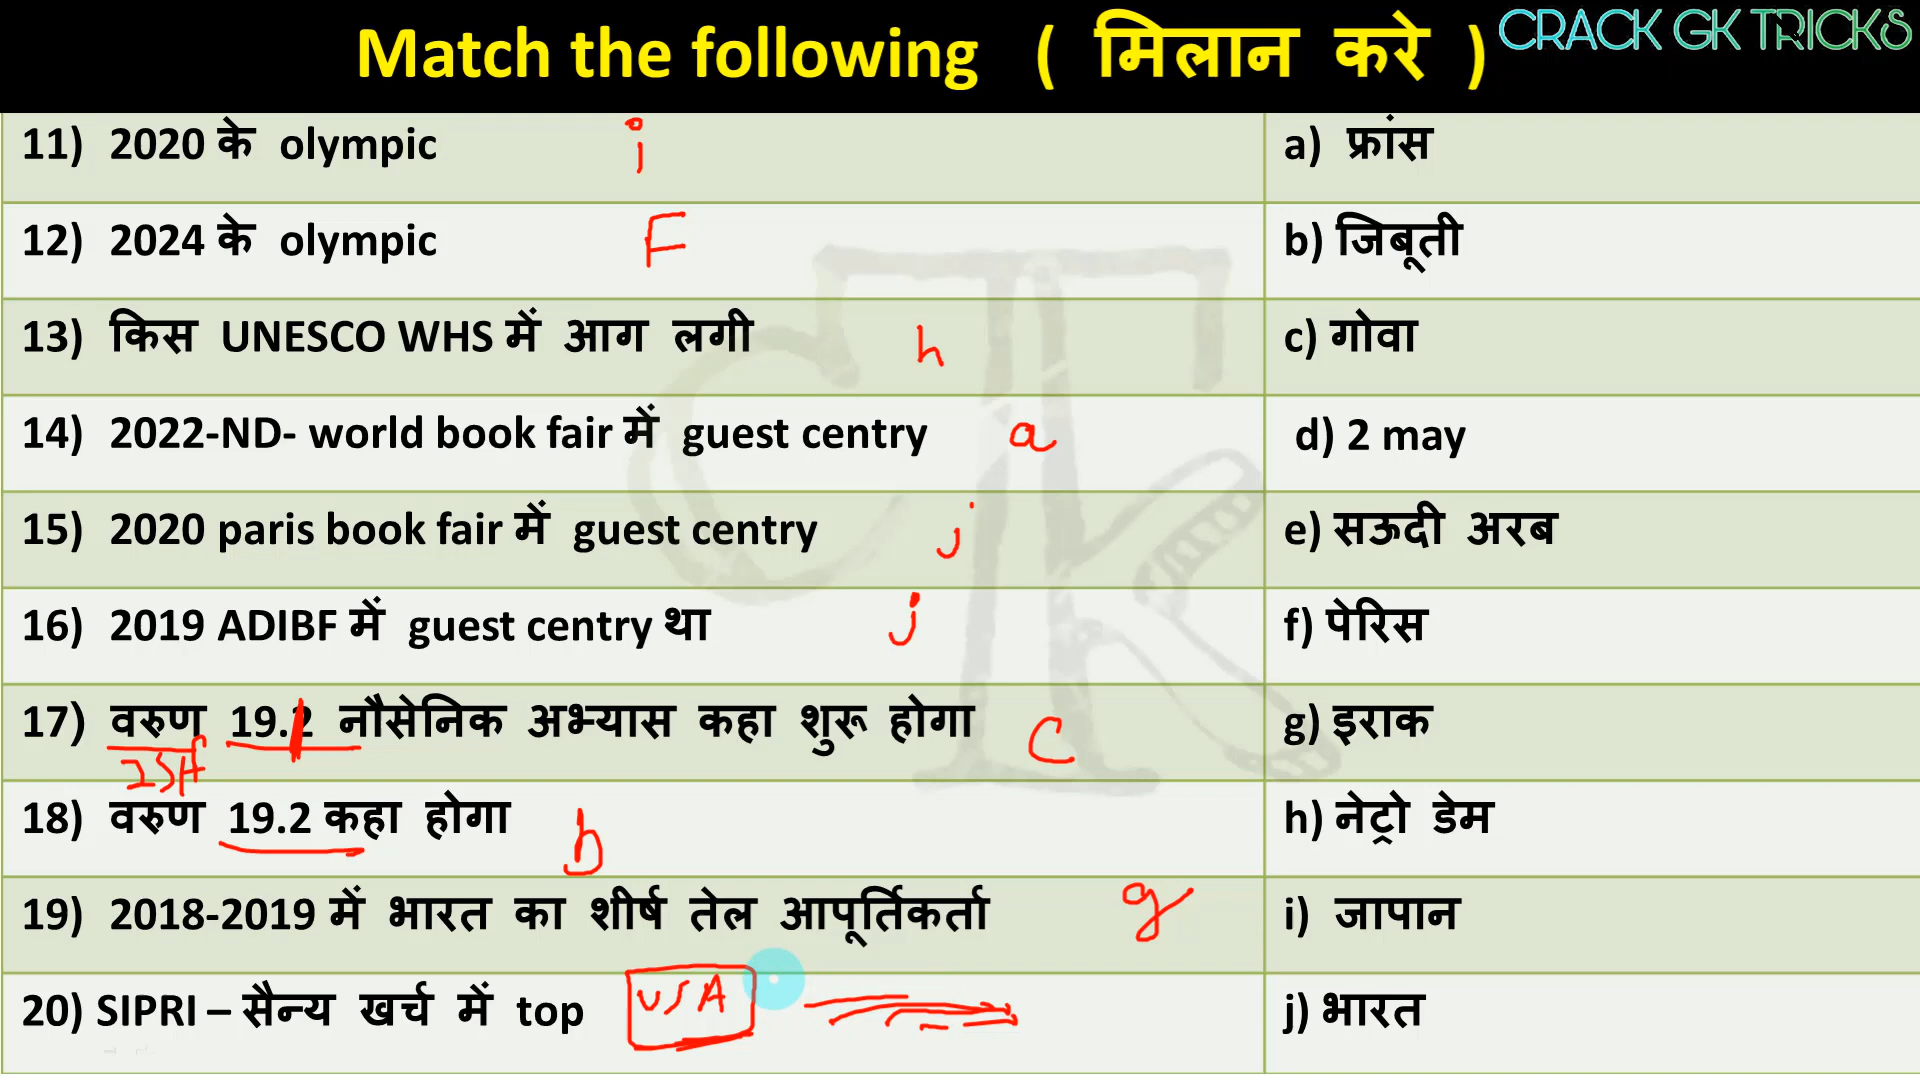 Match the following ( मिलान करे )
CRACK GK TRICKS
11) 2020 के olympic i
a) फ्रांस
12) 2024 के olympic F
b) जिबूती
13) किस UNESCO WHS में आग लगी h
c) गोवा
14) 2022-ND- world book fair में guest centry a
d) 2 may
15) 2020 paris book fair में guest centry j
e) सऊदी अरब
16) 2019 ADIBF में guest centry था j
f) पेरिस
17) वरुण 19.1 नौसेनिक अभ्यास कहा शुरू होगा C
g) इराक
18) वरुण 19.2 कहा होगा b
h) नेट्रो डेम
19) 2018-2019 में भारत का शीर्ष तेल आपूर्तिकर्ता g
i) जापान
20) SIPRI – सैन्य खर्च में top USA
j) भारत